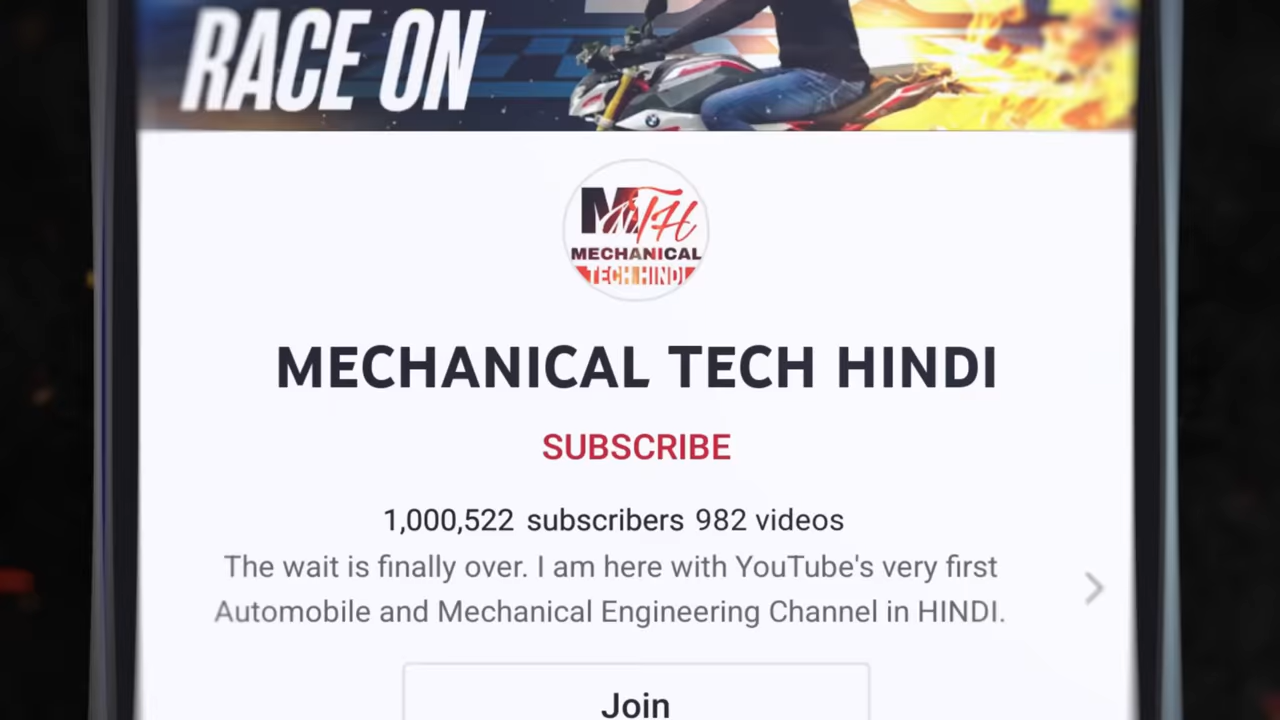 RACE ON
MTH
MECHANICAL
TECH HINDI
MECHANICAL TECH HINDI
SUBSCRIBE
1,000,522 subscribers 982 videos
The wait is finally over. I am here with YouTube's very first
Automobile and Mechanical Engineering Channel in HINDI.
Join